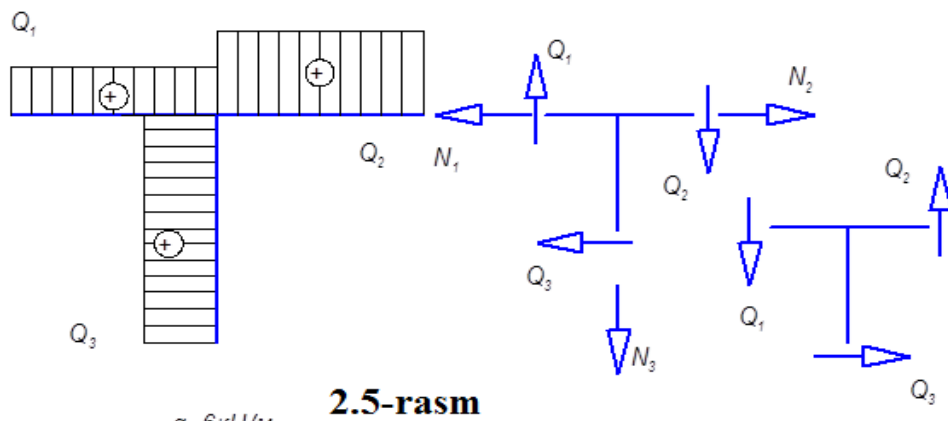 Q₁
+
+
Q₂
Q₃
Q₁
N₁
N₂
Q₂
Q₃
N₃
Q₂
Q₁
Q₃
2.5-rasm